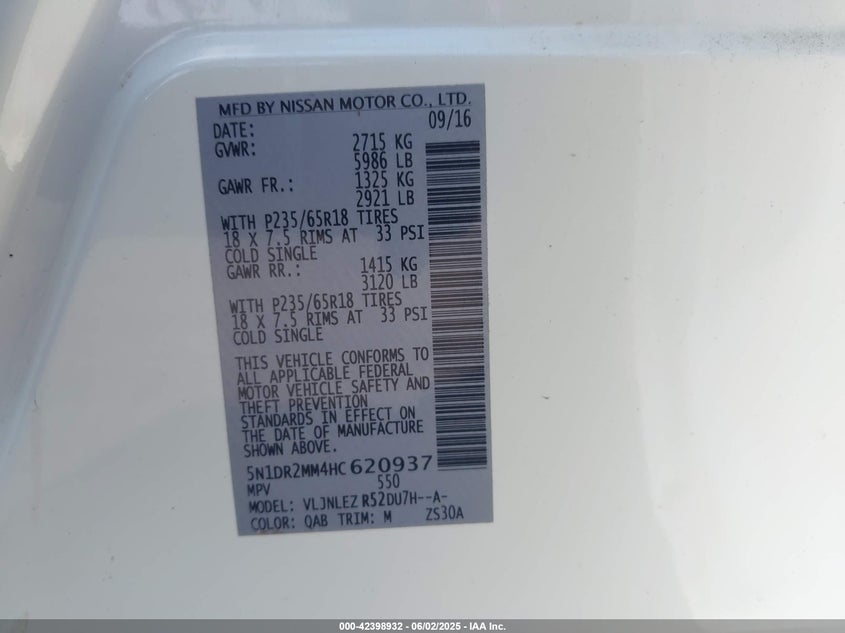 MFD BY NISSAN MOTOR CO., LTD.
DATE: 09/16
GVWR: 2715 KG
5986 LB
GAWR FR.: 1325 KG
2921 LB
WITH P235/65R18 TIRES
18 X 7.5 RIMS AT 33 PSI
COLD SINGLE
GAWR RR.: 1415 KG
3120 LB
WITH P235/65R18 TIRES
18 X 7.5 RIMS AT 33 PSI
COLD SINGLE
THIS VEHICLE CONFORMS TO
ALL APPLICABLE FEDERAL
MOTOR VEHICLE SAFETY AND
THEFT PREVENTION
STANDARDS IN EFFECT ON
THE DATE OF MANUFACTURE
SHOWN ABOVE.
5N1DR2MM4HC620937
MPV 550
MODEL: VLJNLEZ R52DU7H--A-
COLOR: QAB TRIM: M ZS30A
000-42398932 - 06/02/2025 - IAA Inc.